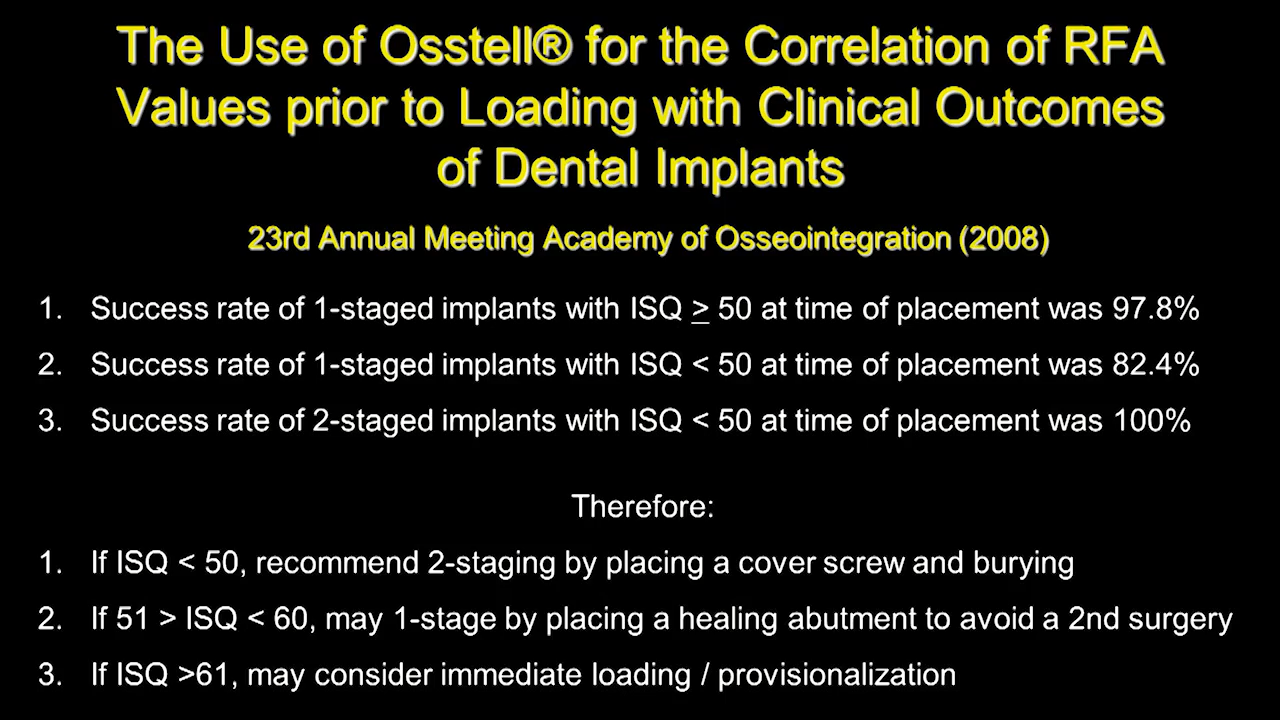 The Use of Osstell® for the Correlation of RFA
Values prior to Loading with Clinical Outcomes
of Dental Implants
23rd Annual Meeting Academy of Osseointegration (2008)
1. Success rate of 1-staged implants with ISQ ≥ 50 at time of placement was 97.8%
2. Success rate of 1-staged implants with ISQ < 50 at time of placement was 82.4%
3. Success rate of 2-staged implants with ISQ < 50 at time of placement was 100%
Therefore:
1. If ISQ < 50, recommend 2-staging by placing a cover screw and burying
2. If 51 > ISQ < 60, may 1-stage by placing a healing abutment to avoid a 2nd surgery
3. If ISQ >61, may consider immediate loading / provisionalization